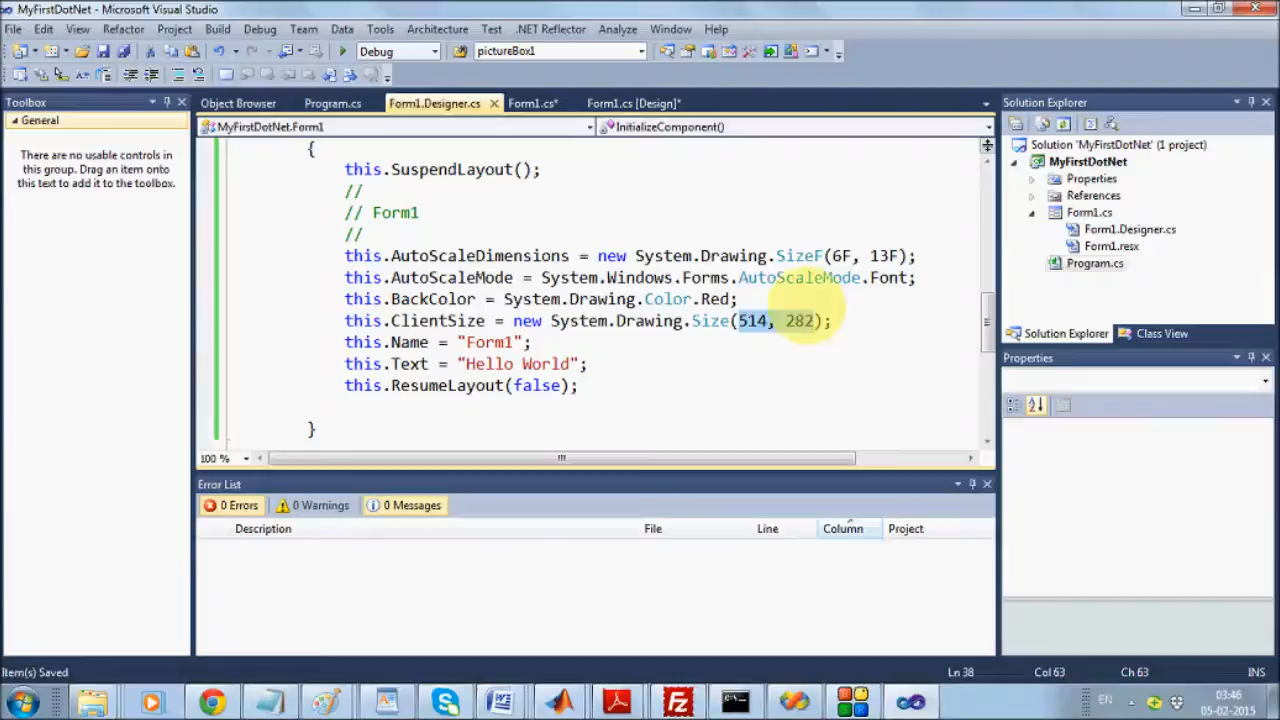 MyFirstDotNet - Microsoft Visual Studio
File Edit View Refactor Project Build Debug Team Data Tools Architecture Test .NET Reflector Analyze Window Help
Debug pictureBox1
Toolbox
General
There are no usable controls in
this group. Drag an item onto
this text to add it to the toolbox.
Object Browser Program.cs Form1.Designer.cs Form1.cs* Form1.cs [Design]*
MyFirstDotNet.Form1 InitializeComponent()
{
this.SuspendLayout();
//
// Form1
//
this.AutoScaleDimensions = new System.Drawing.SizeF(6F, 13F);
this.AutoScaleMode = System.Windows.Forms.AutoScaleMode.Font;
this.BackColor = System.Drawing.Color.Red;
this.ClientSize = new System.Drawing.Size(514, 282);
this.Name = "Form1";
this.Text = "Hello World";
this.ResumeLayout(false);
}
100 %
Error List
0 Errors 0 Warnings 0 Messages
Description File Line Column Project
Solution Explorer
Solution 'MyFirstDotNet' (1 project)
MyFirstDotNet
Properties
References
Form1.cs
Form1.Designer.cs
Form1.resx
Program.cs
Solution Explorer Class View
Properties
Item(s) Saved Ln 38 Col 63 Ch 63 INS
EN 03:46
05-02-2015